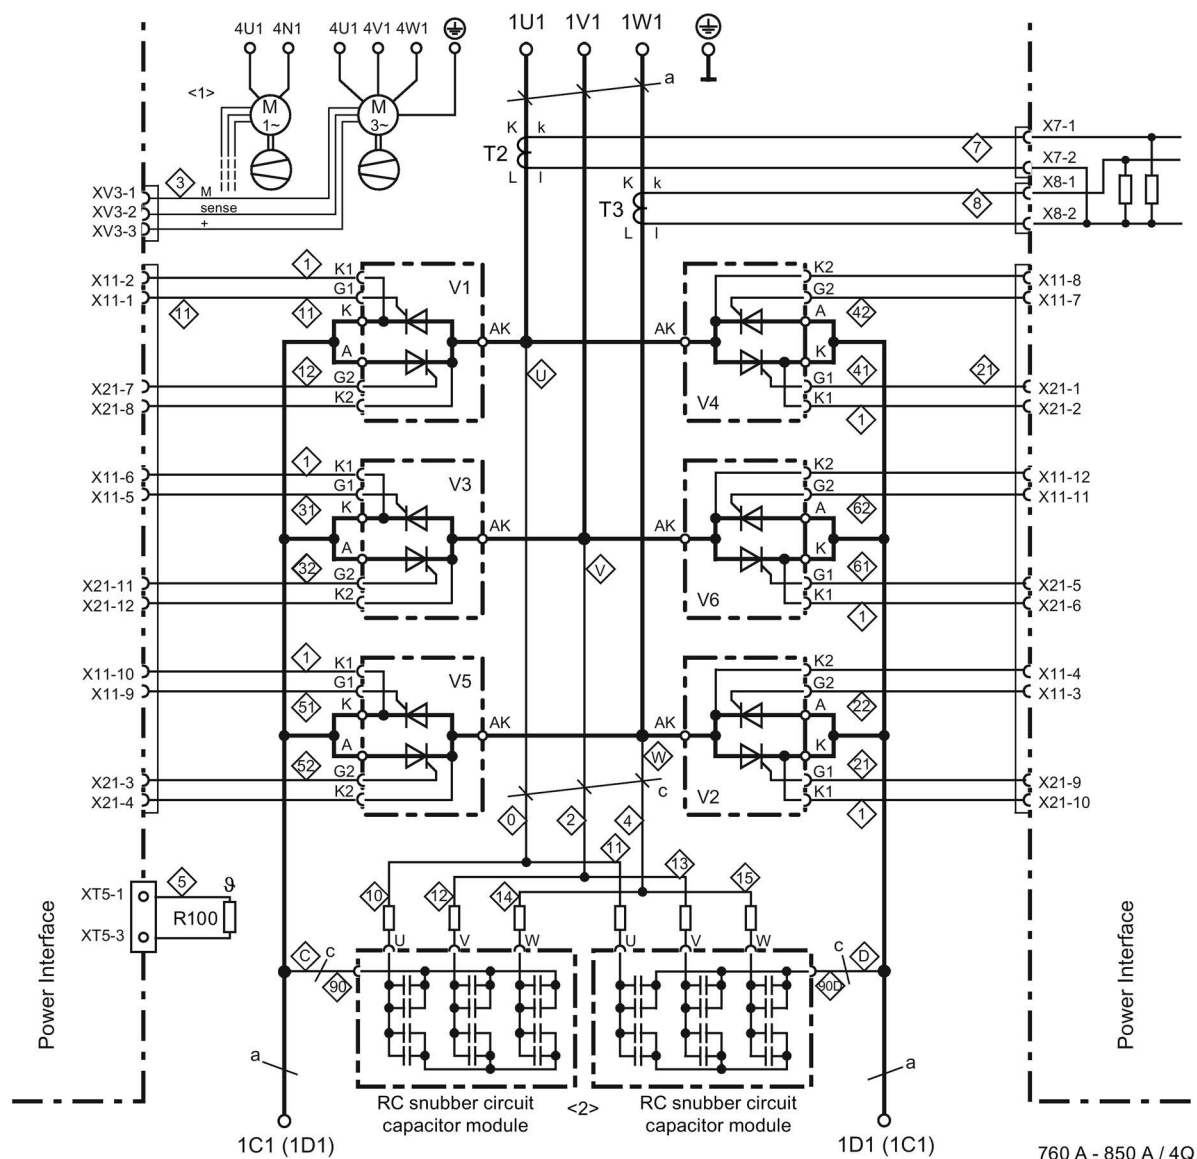 4U1 4N1 4U1 4V1 4W1 1U1 1V1 1W1
<1> M 1~ M 3~ a
K k X7-1
T2 7 X7-2
L l K k X8-1
XV3-1 3 M T3 8
XV3-2 sense X8-2
XV3-3 + L l
X11-2 1 K1 V1 K2 X11-8
X11-1 G1 G2 X11-7
11 11 K A 42
AK AK
A K
12 U 41 21
X21-7 G2 G1 X21-1
X21-8 K2 V4 K1 X21-2
1
X11-6 1 K1 V3 K2 X11-12
X11-5 G1 G2 X11-11
31 K A 62
AK AK
A K
32 V 61
X21-11 G2 G1 X21-5
X21-12 K2 V6 K1 X21-6
1
X11-10 1 K1 V5 K2 X11-4
X11-9 G1 G2 X11-3
51 K A 22
AK AK
A K
52 W 21
X21-3 G2 G1 X21-9
X21-4 K2 c V2 K1 X21-10
0 2 4 1
11 13 15
XT5-1 5 ϑ 10 12 14
R100
XT5-3 U V W U V W
C c c D
90 90D
Power Interface
Power Interface
a a
RC snubber circuit <2> RC snubber circuit
capacitor module capacitor module
1C1 (1D1) 1D1 (1C1)
760 A - 850 A / 4Q